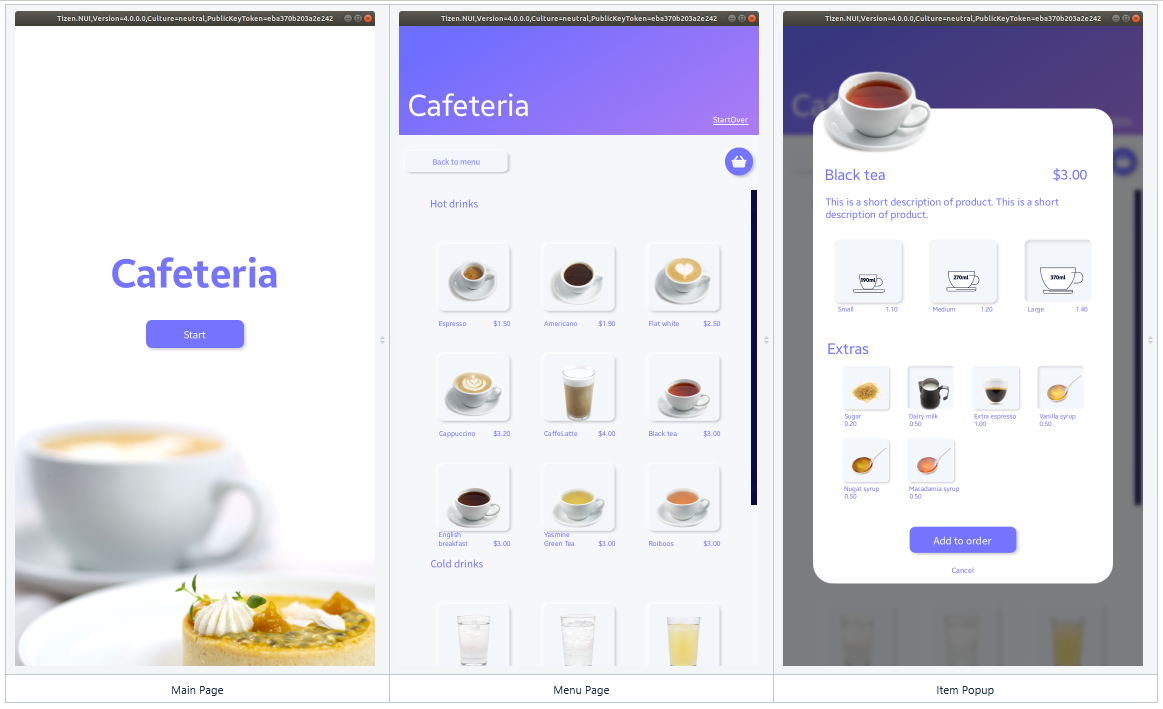 Tizen.NUI,Version=4.0.0.0,Culture=neutral,PublicKeyToken=eba370b203a2e242
Cafeteria
Start
Main Page
Tizen.NUI,Version=4.0.0.0,Culture=neutral,PublicKeyToken=eba370b203a2e242
Cafeteria
StartOver
Back to menu
Hot drinks
Espresso $1.50
Americano $1.90
Flat white $2.50
Cappuccino $3.20
CaffeLatte $4.00
Black tea $3.00
English
breakfast $3.00
Yasmine
Green Tea $3.00
Roiboos $3.00
Cold drinks
Menu Page
Tizen.NUI,Version=4.0.0.0,Culture=neutral,PublicKeyToken=eba370b203a2e242
Black tea $3.00
This is a short description of product. This is a short
description of product.
190ml
270ml
370ml
Small 1.10
Medium 1.20
Large 1.40
Extras
Sugar
0.20
Dairy milk
0.50
Extra espresso
1.00
Vanilla syrup
0.50
Nugat syrup
0.50
Macadamia syrup
0.50
Add to order
Cancel
Item Popup